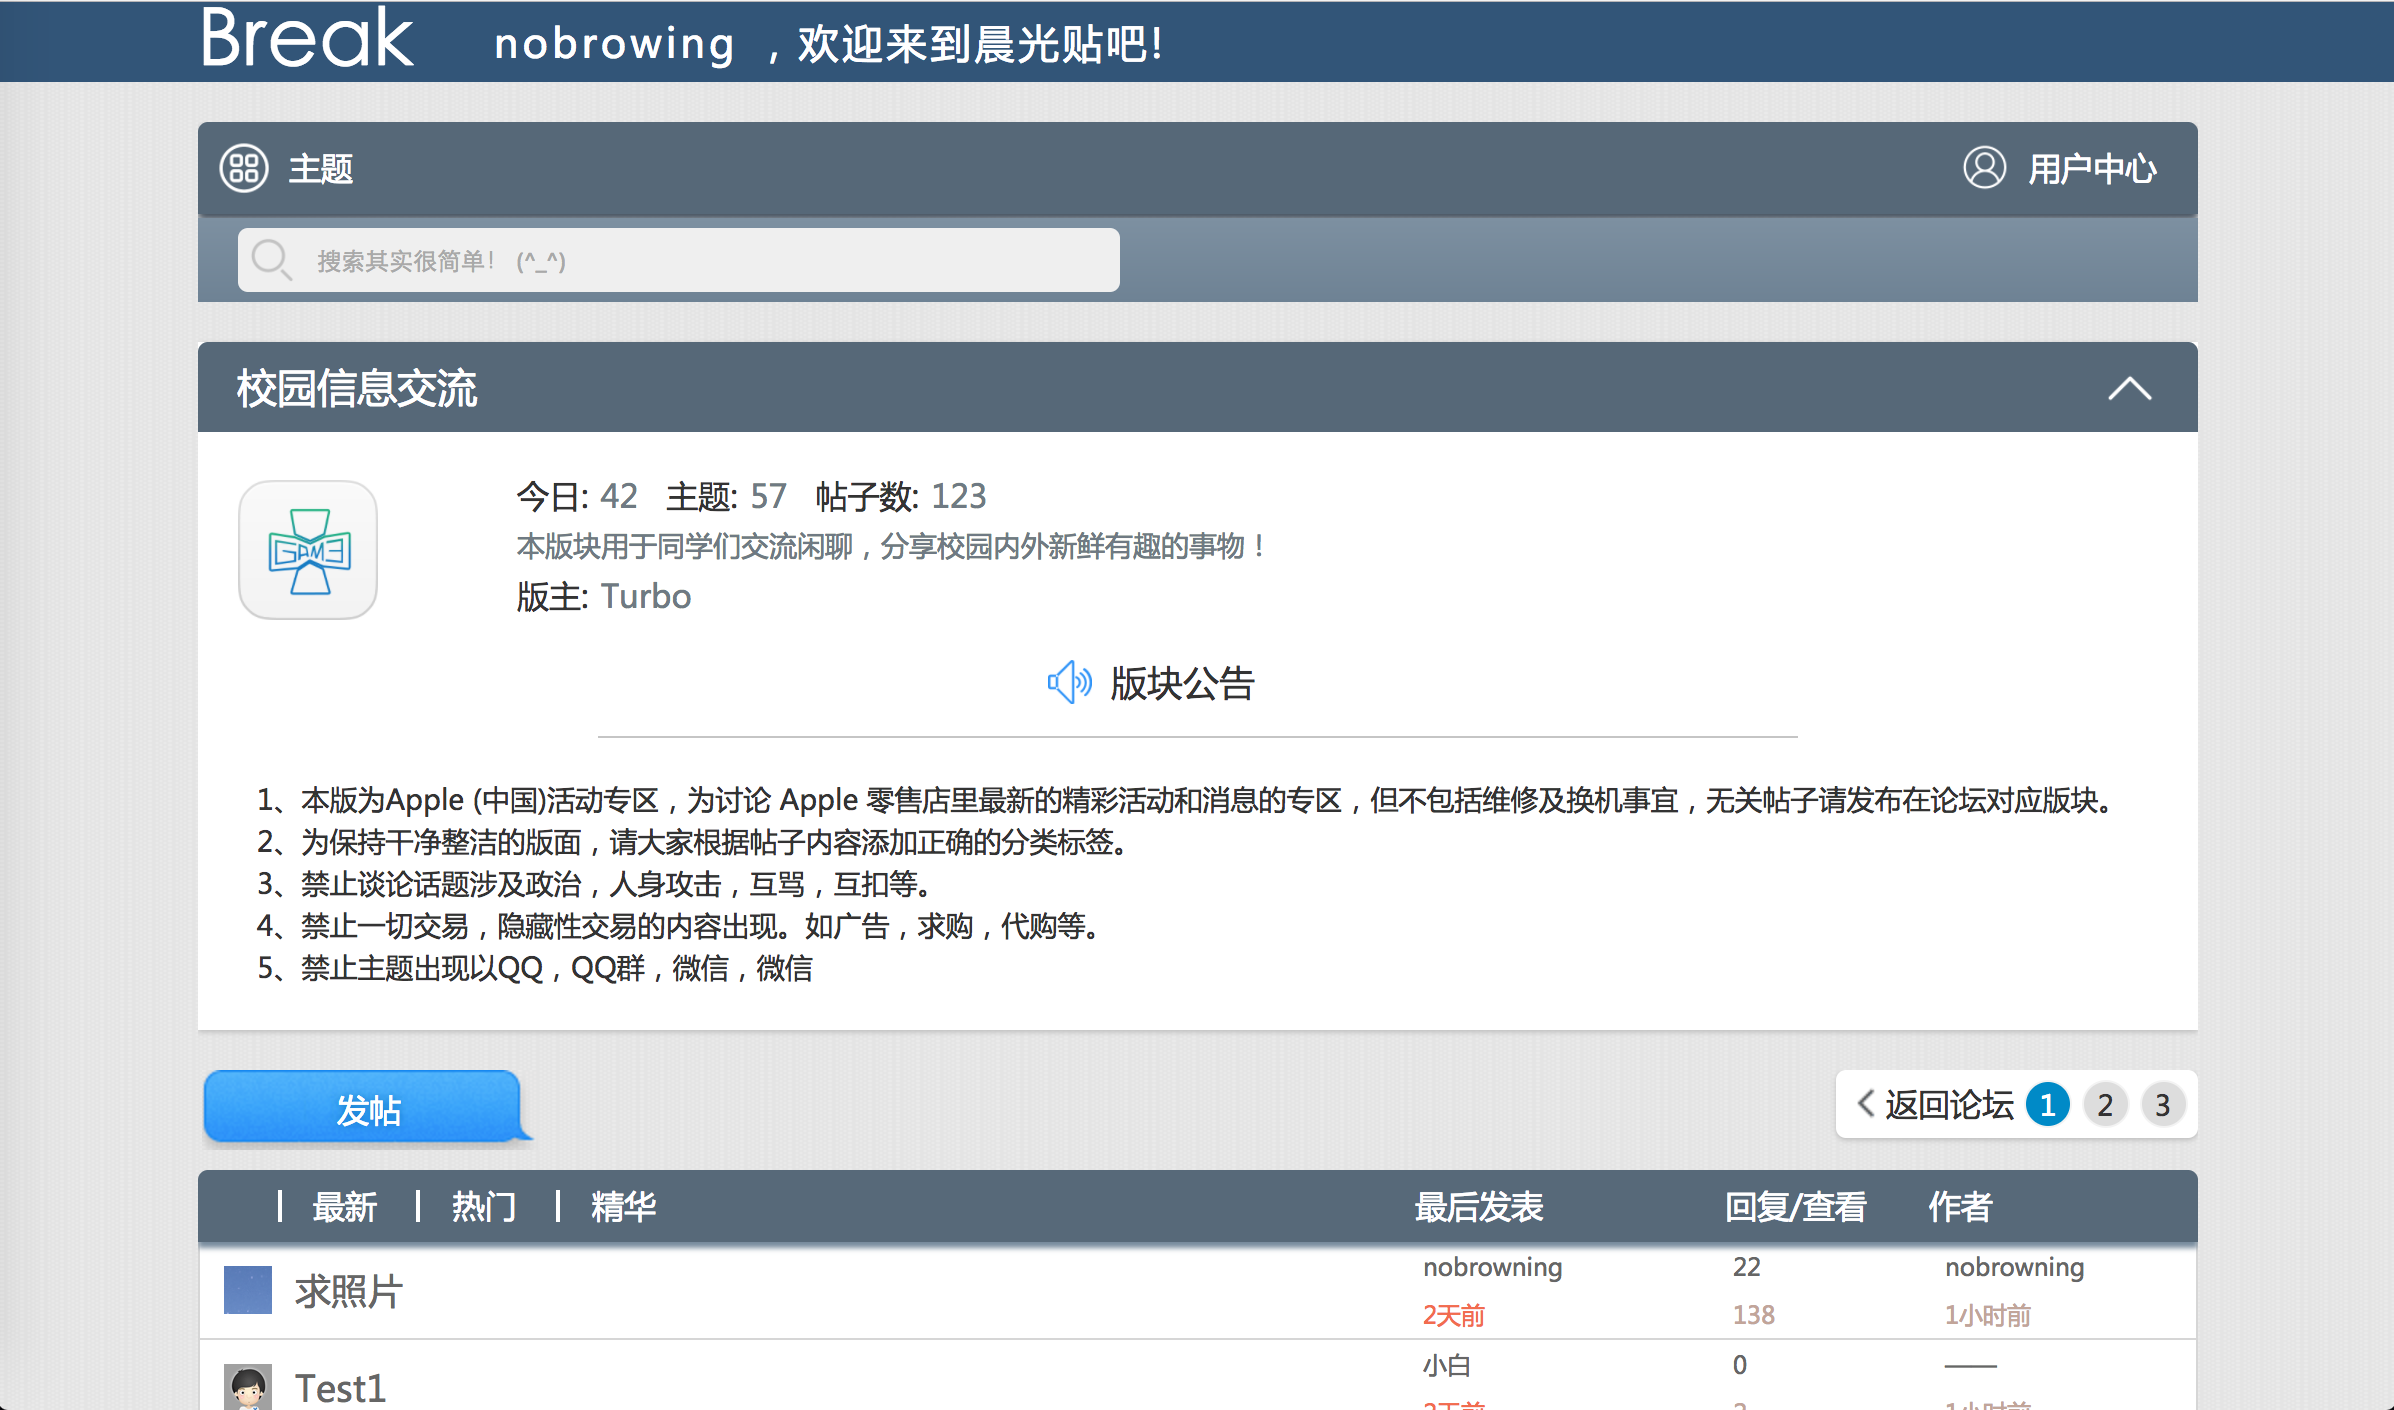 Break
nobrowing ，欢迎来到晨光贴吧!
主题
用户中心
搜索其实很简单! (^_^)
校园信息交流
GAME
今日: 42 主题: 57 帖子数: 123
本版块用于同学们交流闲聊，分享校园内外新鲜有趣的事物！
版主: Turbo
版块公告
1、本版为Apple (中国)活动专区，为讨论 Apple 零售店里最新的精彩活动和消息的专区，但不包括维修及换机事宜，无关帖子请发布在论坛对应版块。
2、为保持干净整洁的版面，请大家根据帖子内容添加正确的分类标签。
3、禁止谈论话题涉及政治，人身攻击，互骂，互扣等。
4、禁止一切交易，隐藏性交易的内容出现。如广告，求购，代购等。
5、禁止主题出现以QQ，QQ群，微信，微信
发帖
返回论坛 1 2 3
最新 热门 精华 最后发表 回复/查看 作者
求照片 nobrowning 22 nobrowning
2天前 138 1小时前
Test1 小白 0 ——